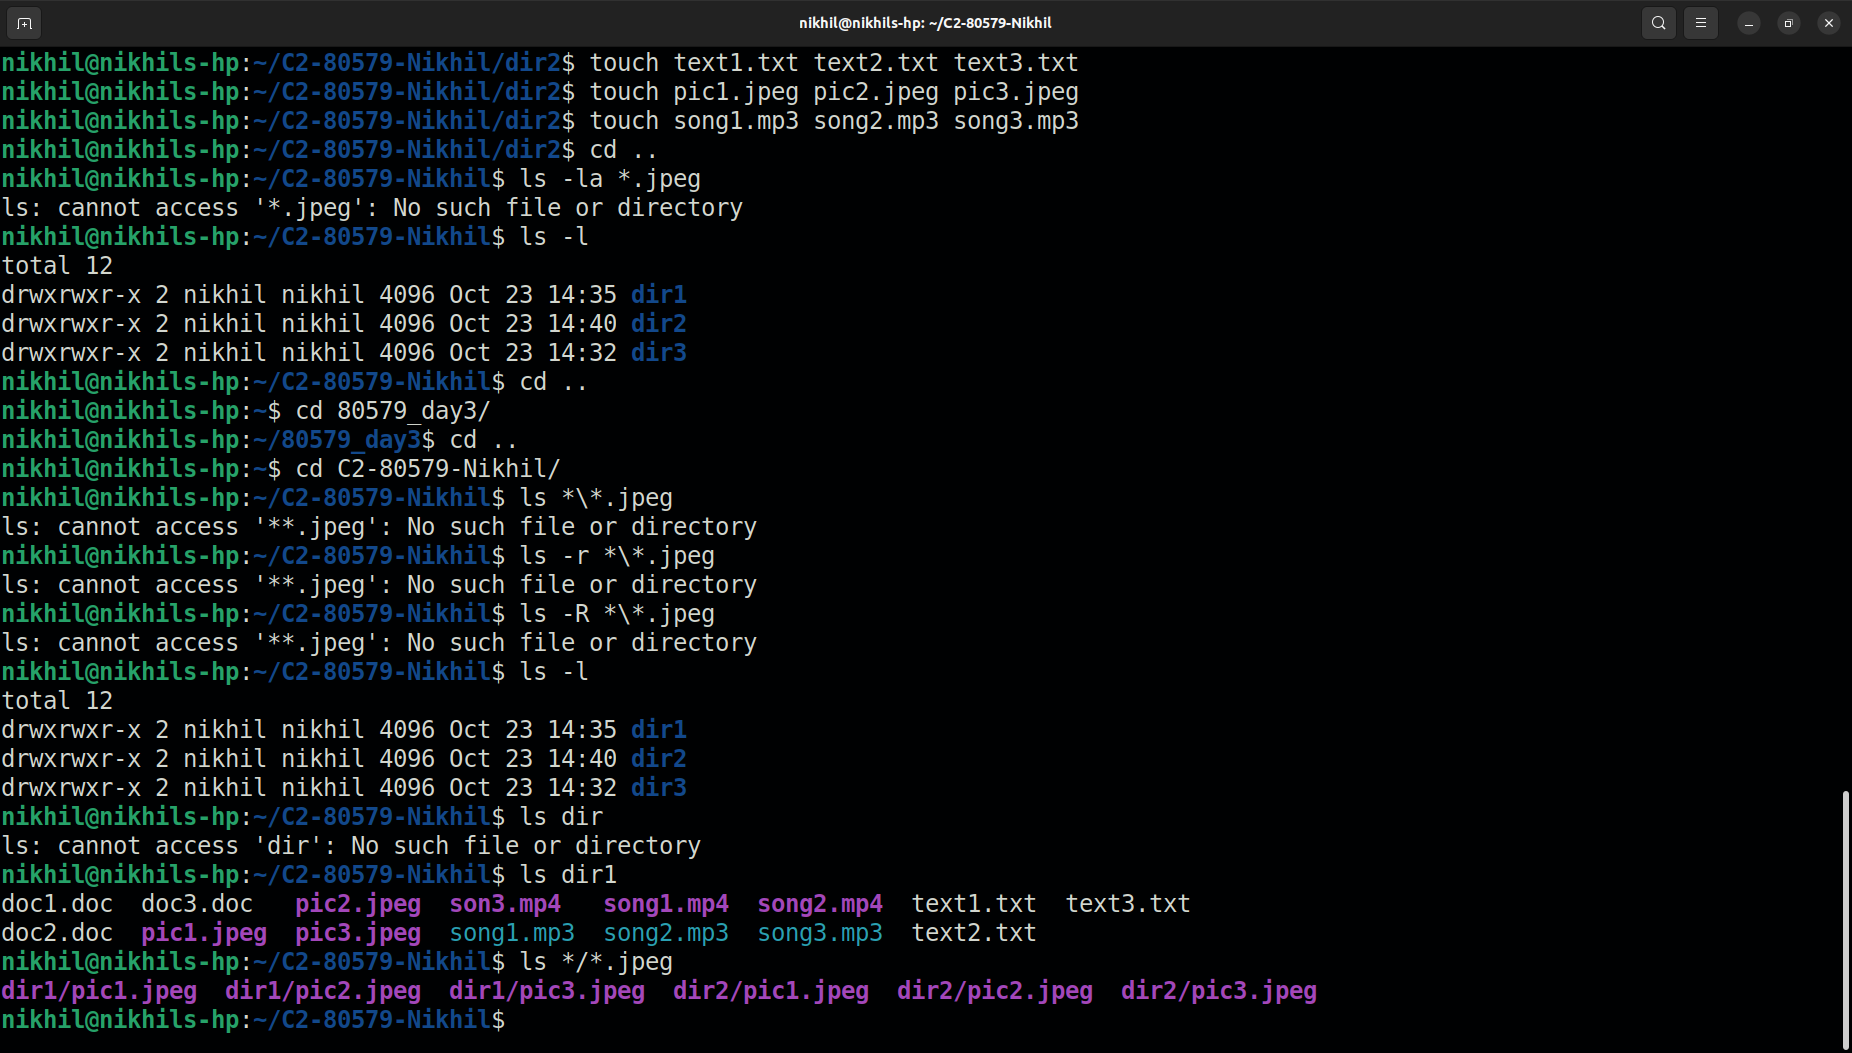 nikhil@nikhils-hp: ~/C2-80579-Nikhil
nikhil@nikhils-hp:~/C2-80579-Nikhil/dir2$ touch text1.txt text2.txt text3.txt
nikhil@nikhils-hp:~/C2-80579-Nikhil/dir2$ touch pic1.jpeg pic2.jpeg pic3.jpeg
nikhil@nikhils-hp:~/C2-80579-Nikhil/dir2$ touch song1.mp3 song2.mp3 song3.mp3
nikhil@nikhils-hp:~/C2-80579-Nikhil/dir2$ cd ..
nikhil@nikhils-hp:~/C2-80579-Nikhil$ ls -la *.jpeg
ls: cannot access '*.jpeg': No such file or directory
nikhil@nikhils-hp:~/C2-80579-Nikhil$ ls -l
total 12
drwxrwxr-x 2 nikhil nikhil 4096 Oct 23 14:35 dir1
drwxrwxr-x 2 nikhil nikhil 4096 Oct 23 14:40 dir2
drwxrwxr-x 2 nikhil nikhil 4096 Oct 23 14:32 dir3
nikhil@nikhils-hp:~/C2-80579-Nikhil$ cd ..
nikhil@nikhils-hp:~$ cd 80579_day3/
nikhil@nikhils-hp:~/80579_day3$ cd ..
nikhil@nikhils-hp:~$ cd C2-80579-Nikhil/
nikhil@nikhils-hp:~/C2-80579-Nikhil$ ls *\*.jpeg
ls: cannot access '**.jpeg': No such file or directory
nikhil@nikhils-hp:~/C2-80579-Nikhil$ ls -r *\*.jpeg
ls: cannot access '**.jpeg': No such file or directory
nikhil@nikhils-hp:~/C2-80579-Nikhil$ ls -R *\*.jpeg
ls: cannot access '**.jpeg': No such file or directory
nikhil@nikhils-hp:~/C2-80579-Nikhil$ ls -l
total 12
drwxrwxr-x 2 nikhil nikhil 4096 Oct 23 14:35 dir1
drwxrwxr-x 2 nikhil nikhil 4096 Oct 23 14:40 dir2
drwxrwxr-x 2 nikhil nikhil 4096 Oct 23 14:32 dir3
nikhil@nikhils-hp:~/C2-80579-Nikhil$ ls dir
ls: cannot access 'dir': No such file or directory
nikhil@nikhils-hp:~/C2-80579-Nikhil$ ls dir1
doc1.doc  doc3.doc   pic2.jpeg  son3.mp4   song1.mp4  song2.mp4  text1.txt  text3.txt
doc2.doc  pic1.jpeg  pic3.jpeg  song1.mp3  song2.mp3  song3.mp3  text2.txt
nikhil@nikhils-hp:~/C2-80579-Nikhil$ ls */*.jpeg
dir1/pic1.jpeg  dir1/pic2.jpeg  dir1/pic3.jpeg  dir2/pic1.jpeg  dir2/pic2.jpeg  dir2/pic3.jpeg
nikhil@nikhils-hp:~/C2-80579-Nikhil$